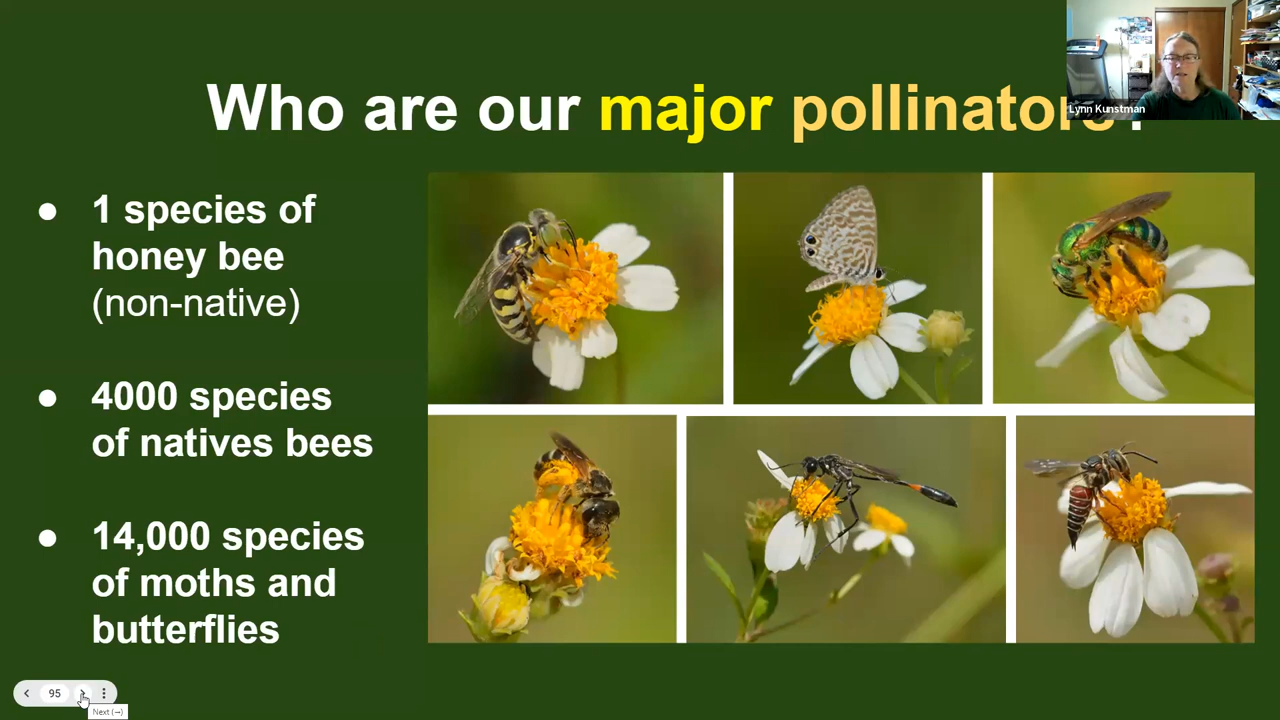 Who are our major pollinators?
Lynn Kunstman
● 1 species of
honey bee
(non-native)
● 4000 species
of natives bees
● 14,000 species
of moths and
butterflies
95
Next (→)